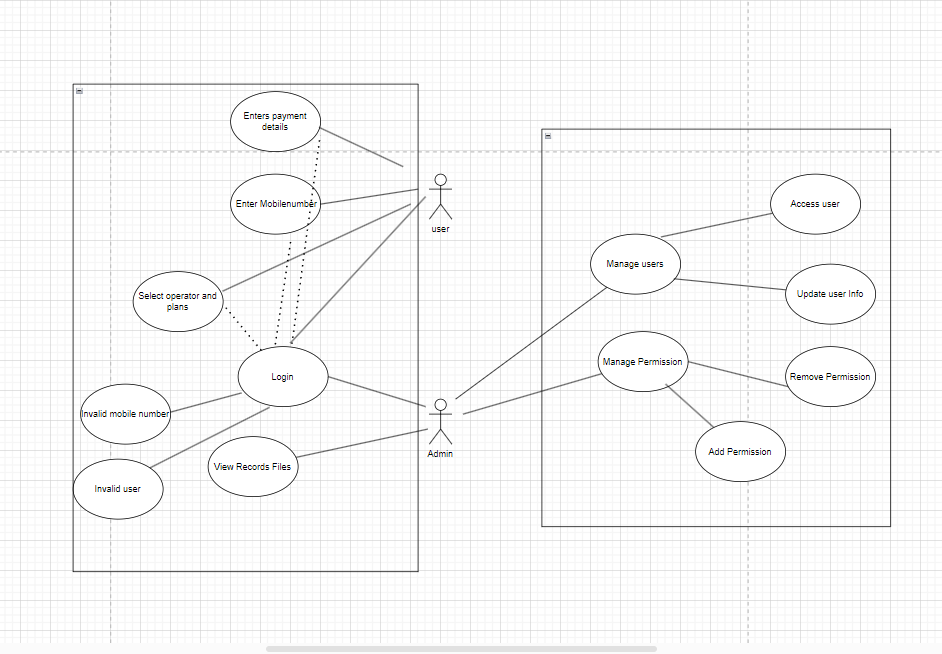 Enters payment
details
Enter Mobilenumber
user
Select operator and
plans
Login
Invalid mobile number
Admin
View Records Files
Invalid user
Access user
Manage users
Update user Info
Manage Permission
Remove Permission
Add Permission